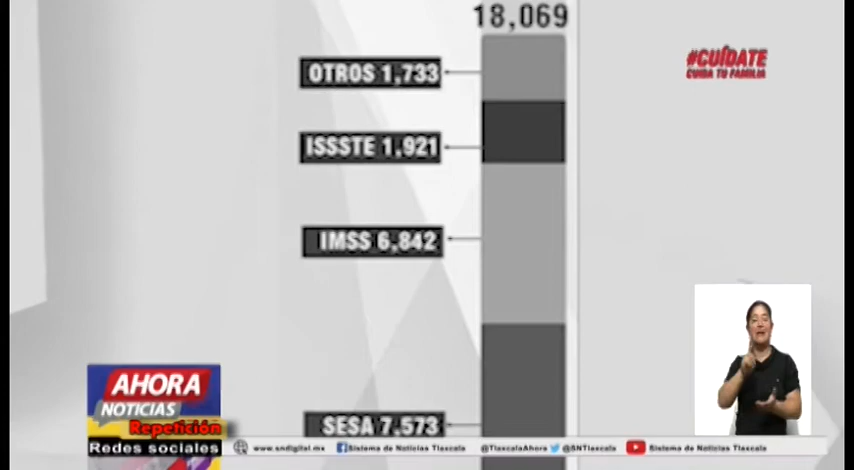 18,069
OTROS 1,733
ISSSTE 1,921
IMSS 6,842
SESA 7,573
#CUÍDATE
CUIDA TU FAMILIA
AHORA
NOTICIAS
Repetición
Redes sociales
www.sndigital.mx Sistema de Noticias Tlaxcala @TlaxcalaAhora @SNTlaxcala Sistema de Noticias Tlaxcala